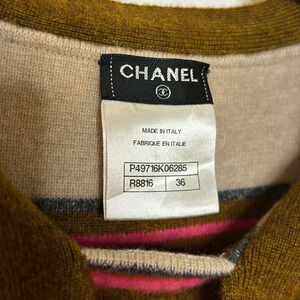 CHANEL
MADE IN ITALY
FABRIQUE EN ITALIE
P49716K06285
R8816 36